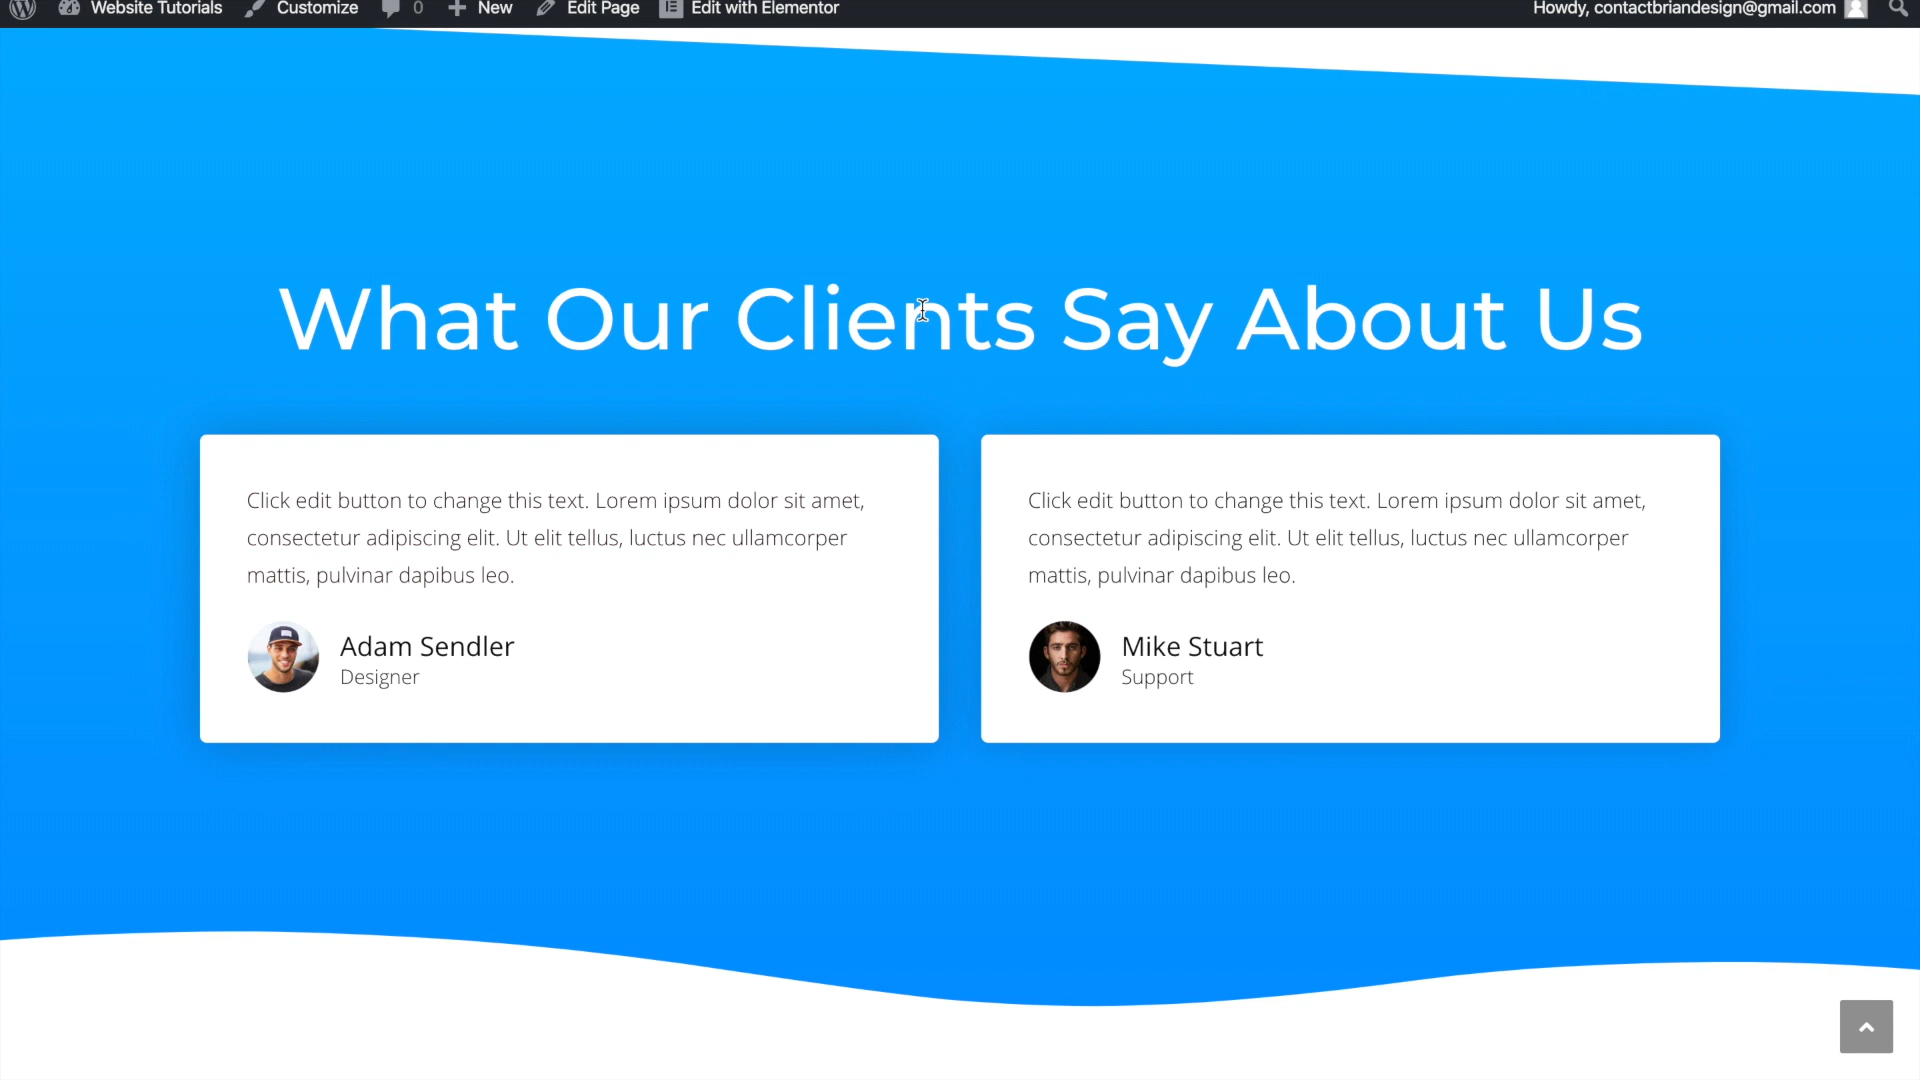 Website Tutorials Customize 0 New Edit Page Edit with Elementor Howdy, contactbriandesign@gmail.com
What Our Clients Say About Us
Click edit button to change this text. Lorem ipsum dolor sit amet,
consectetur adipiscing elit. Ut elit tellus, luctus nec ullamcorper
mattis, pulvinar dapibus leo.
Adam Sendler
Designer
Click edit button to change this text. Lorem ipsum dolor sit amet,
consectetur adipiscing elit. Ut elit tellus, luctus nec ullamcorper
mattis, pulvinar dapibus leo.
Mike Stuart
Support